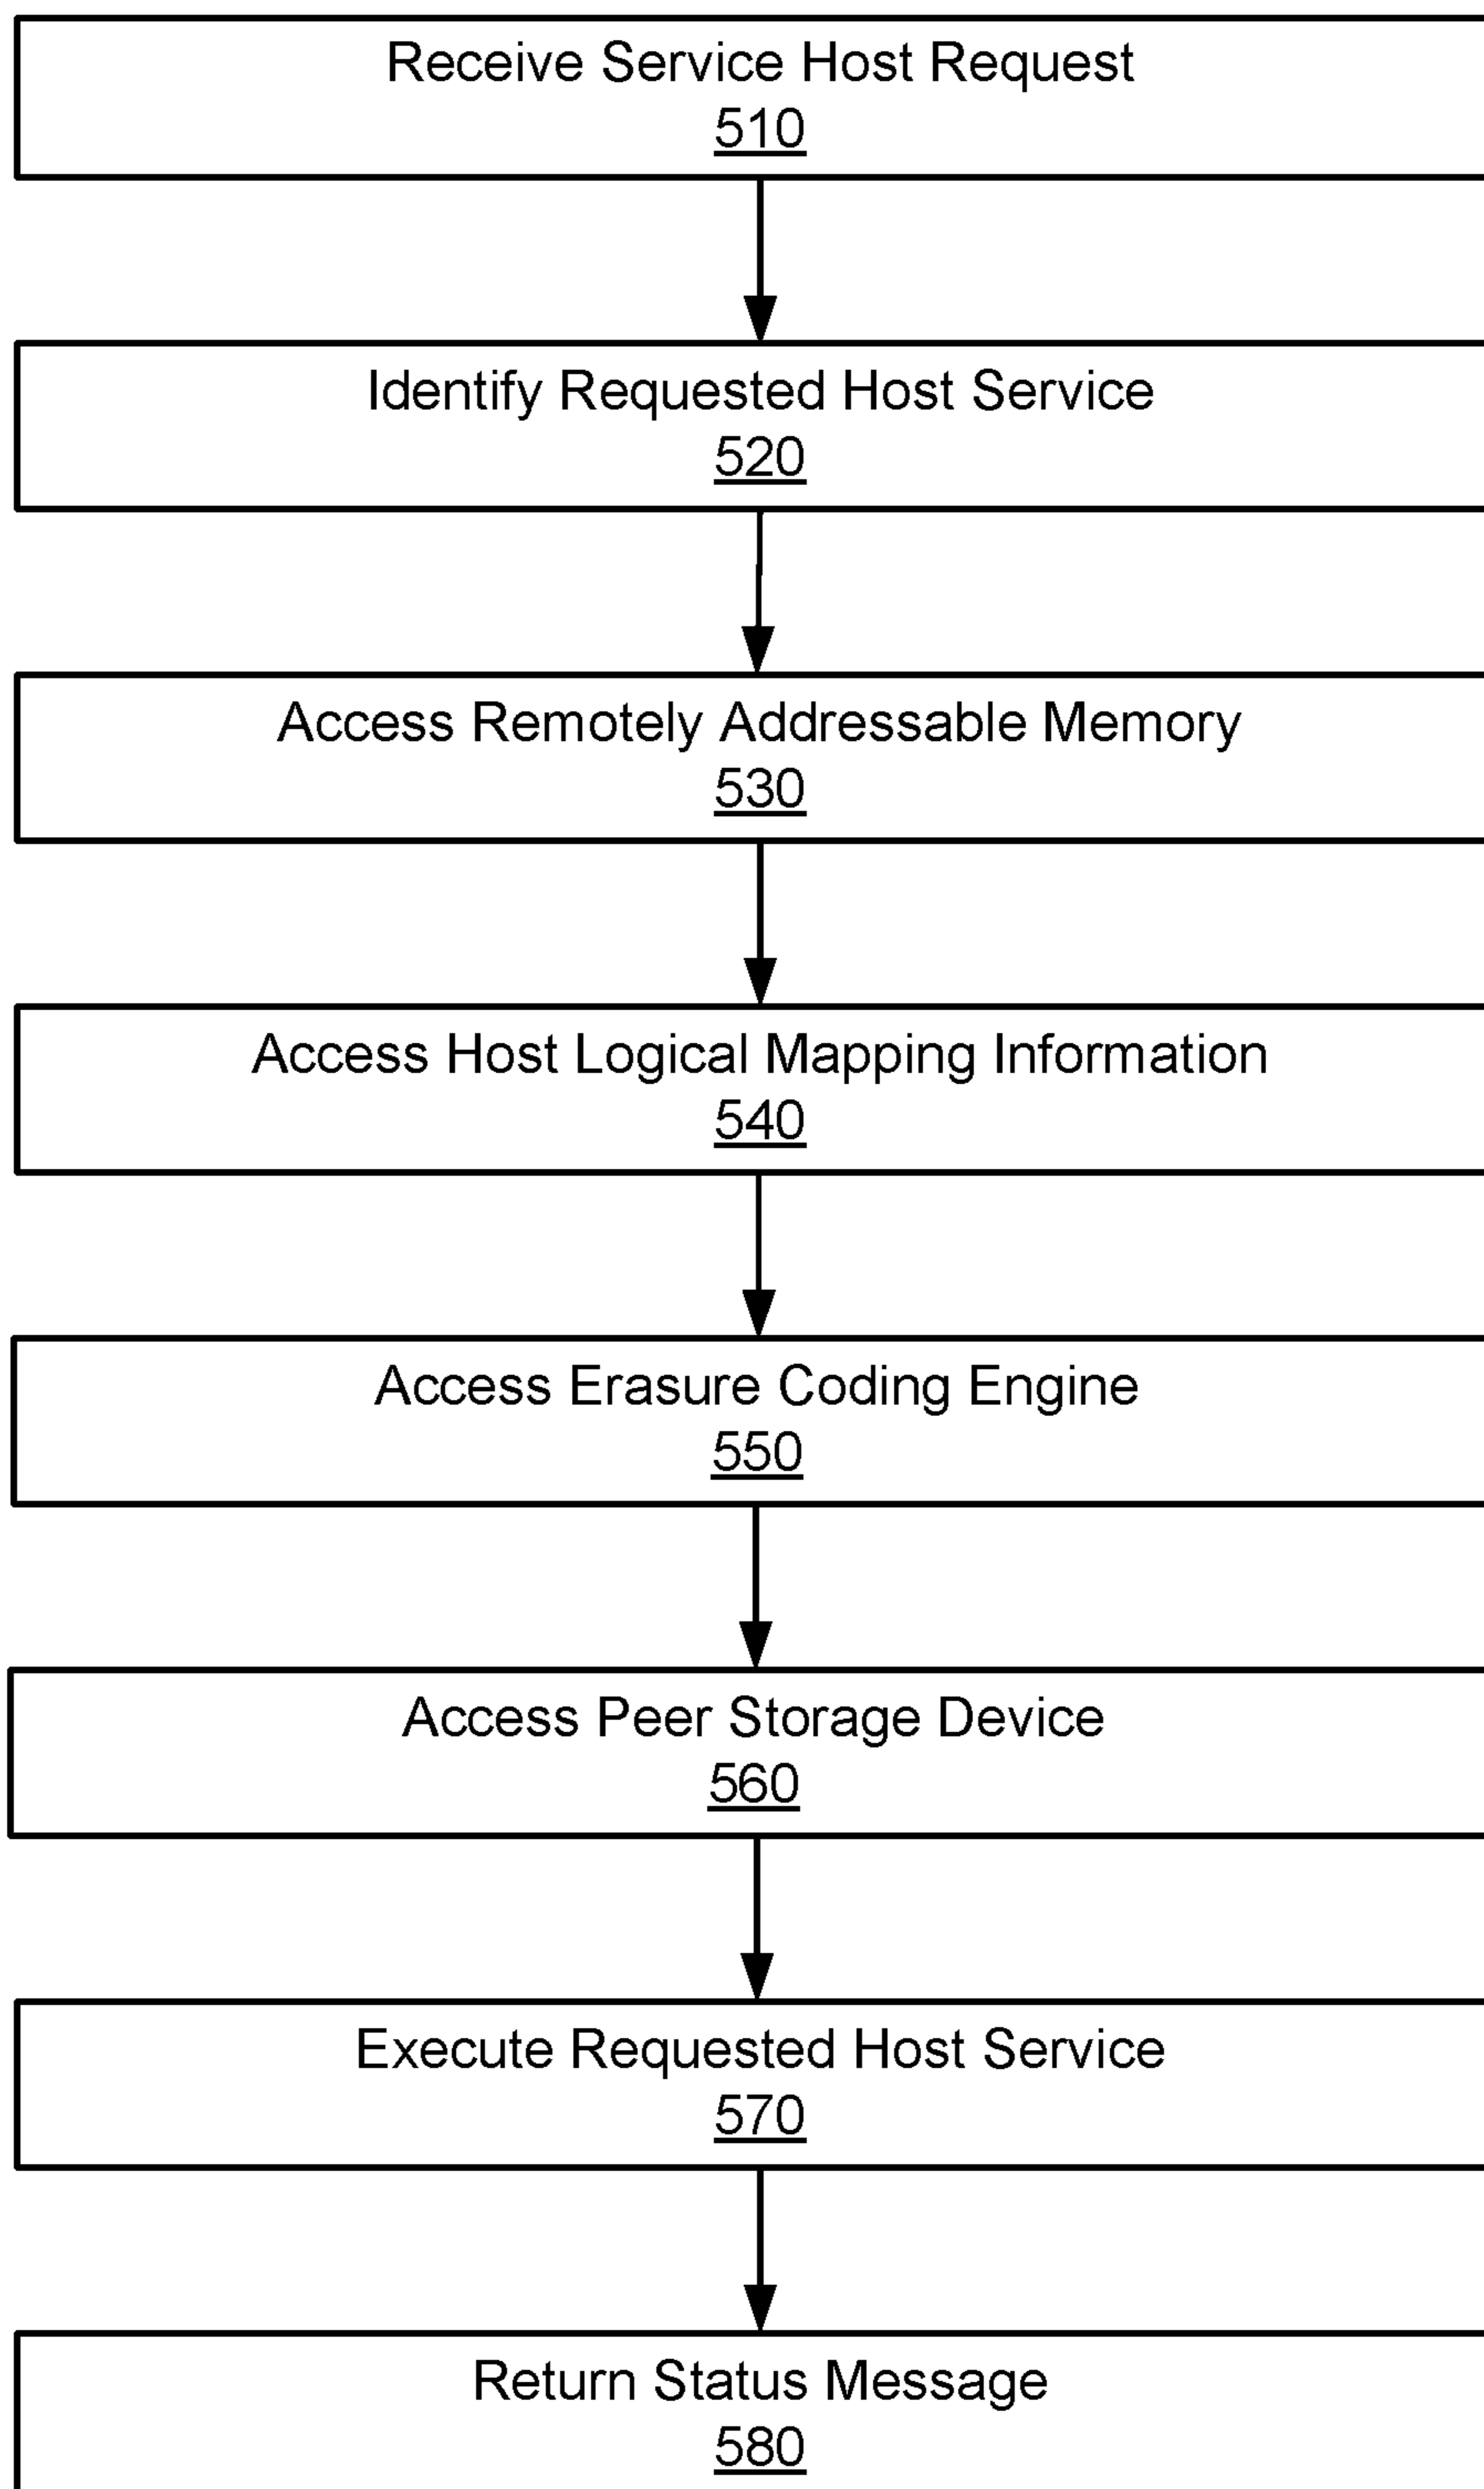 Receive Service Host Request
510
Identify Requested Host Service
520
Access Remotely Addressable Memory
530
Access Host Logical Mapping Information
540
Access Erasure Coding Engine
550
Access Peer Storage Device
560
Execute Requested Host Service
570
Return Status Message
580